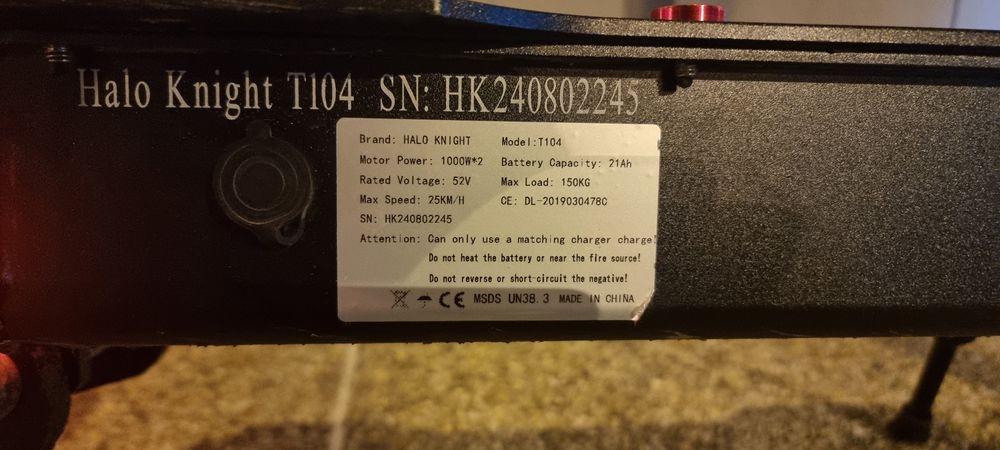 Halo Knight T104 SN: HK240802245
Brand: HALO KNIGHT Model:T104
Motor Power: 1000W*2 Battery Capacity: 21Ah
Rated Voltage: 52V Max Load: 150KG
Max Speed: 25KM/H CE: DL-2019030478C
SN: HK240802245
Attention: Can only use a matching charger charge!
Do not heat the battery or near the fire source!
Do not reverse or short-circuit the negative!
CE MSDS UN38.3 MADE IN CHINA